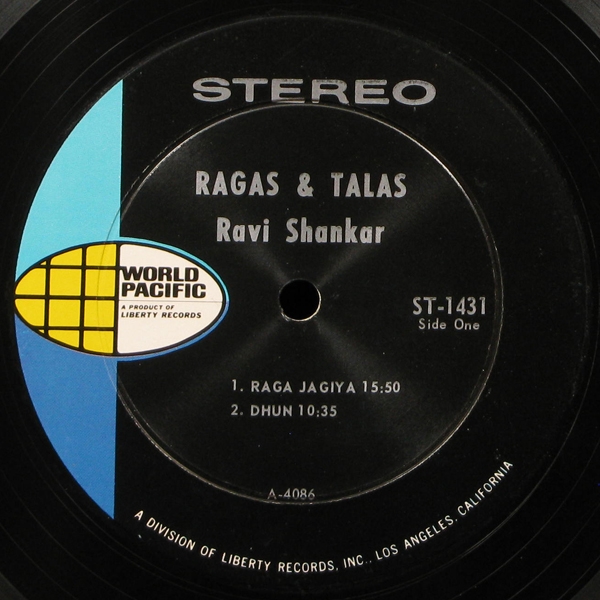 STEREO
RAGAS & TALAS
Ravi Shankar
WORLD
PACIFIC
A PRODUCT OF
LIBERTY RECORDS
ST-1431
Side One
1. RAGA JAGIYA 15:50
2. DHUN 10:35
A-4086
A DIVISION OF LIBERTY RECORDS, INC., LOS ANGELES, CALIFORNIA